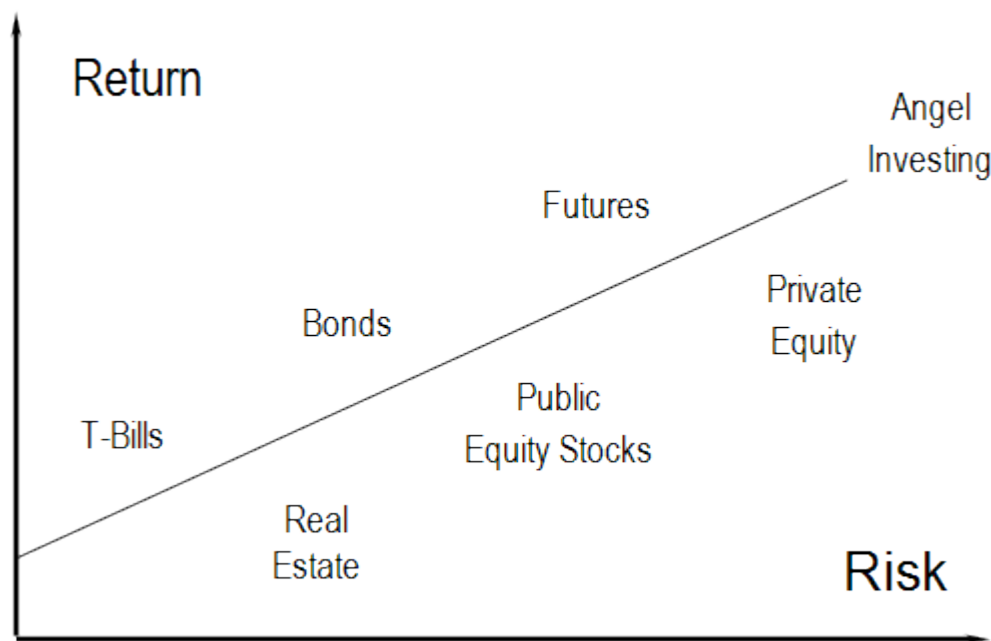 Return
Angel
Investing
Futures
Private
Equity
Bonds
Public
Equity Stocks
T-Bills
Real
Estate
Risk